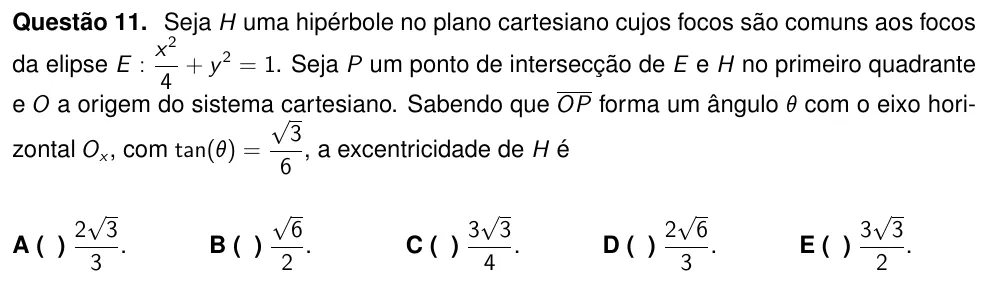 Questão 11. Seja H uma hipérbole no plano cartesiano cujos focos são comuns aos focos
da elipse E : x²/4 + y² = 1. Seja P um ponto de intersecção de E e H no primeiro quadrante
e O a origem do sistema cartesiano. Sabendo que \overline{OP} forma um ângulo θ com o eixo hori-
zontal Oₓ, com tan(θ) = √3/6, a excentricidade de H é
A ( ) 2√3/3. B ( ) √6/2. C ( ) 3√3/4. D ( ) 2√6/3. E ( ) 3√3/2.